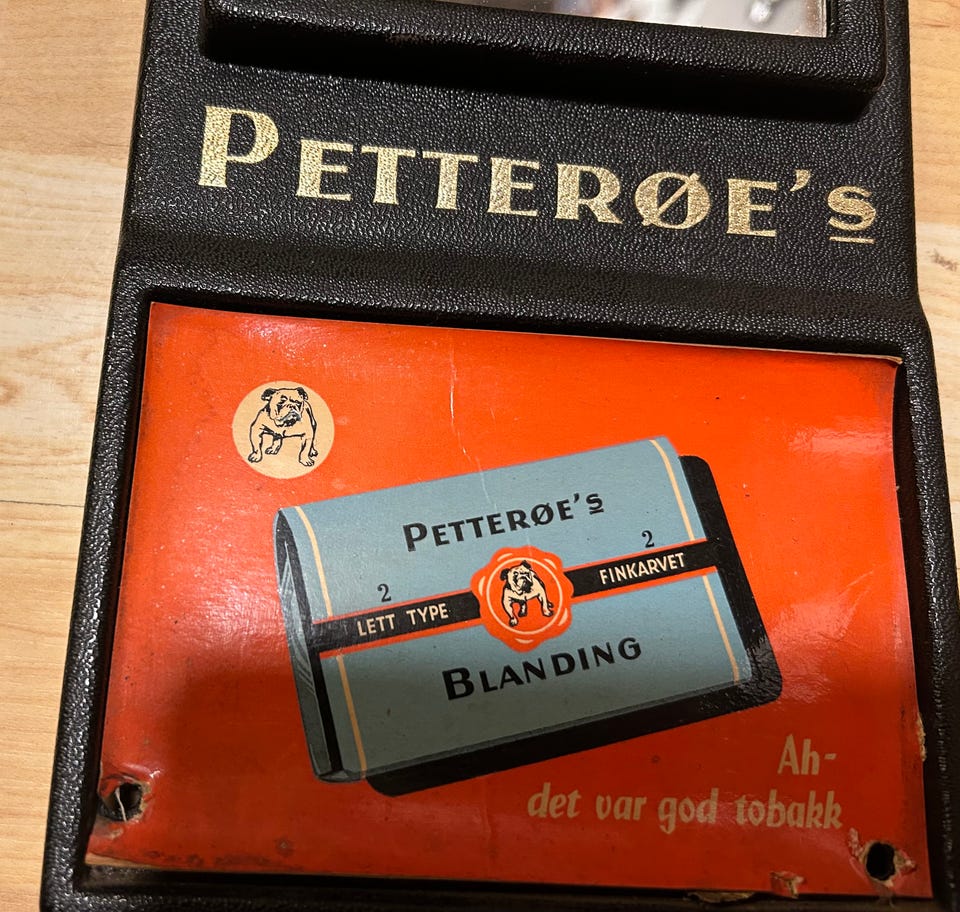 PETTERØE'S
PETTERØE'S
2 2
LETT TYPE FINKARVET
BLANDING
Ah-
det var god tobakk